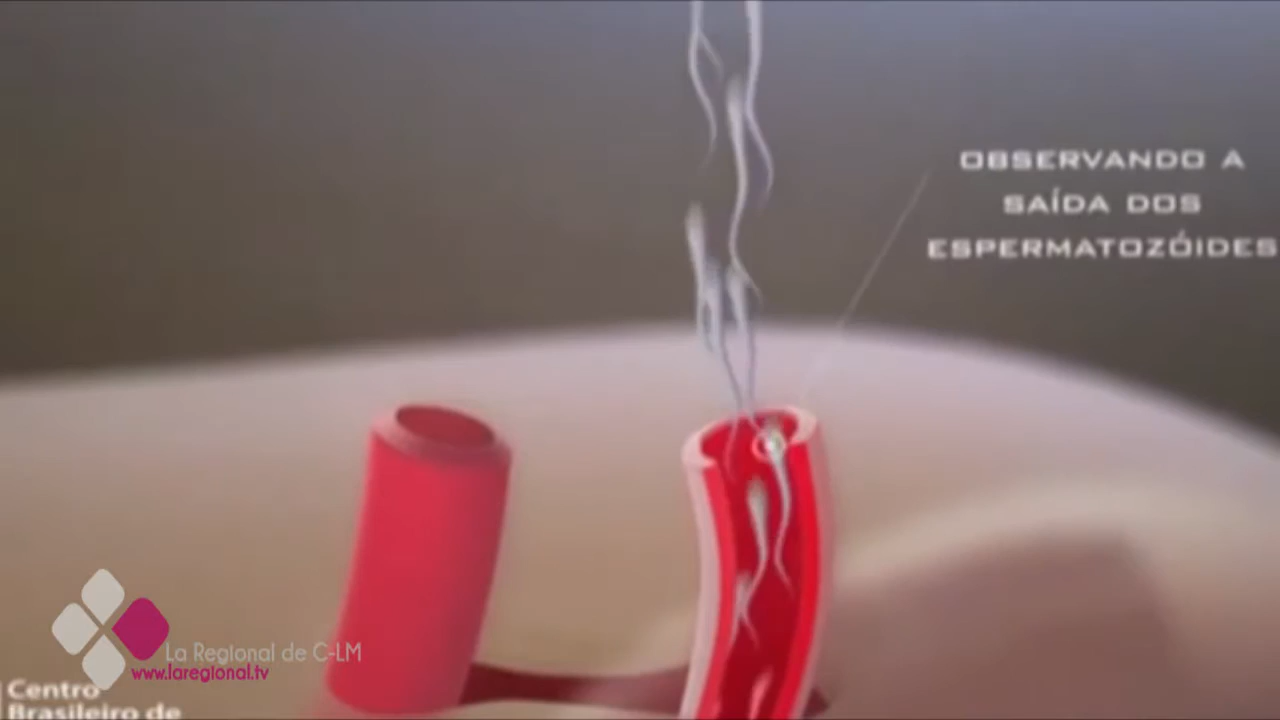 OBSERVANDO A
SAÍDA DOS
ESPERMATOZÓIDES
La Regional de C-LM
www.laregional.tv
Centro
Brasileiro de